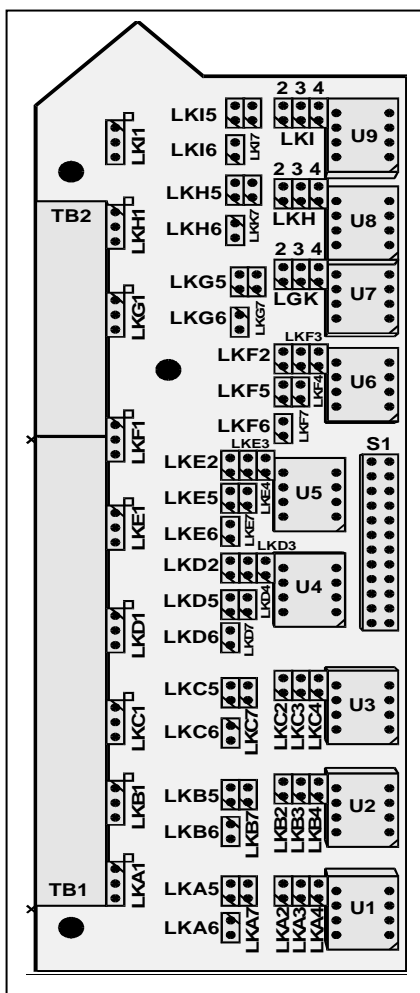 2 3 4
LKI5
LKI
U9
LKI1
LKI6
LKI7
2 3 4
LKH5
LKH
U8
TB2
LKH1
LKH6
LKK7
2 3 4
LKG5
LGK
U7
LKG1
LKG6
LKG7
LKF3
LKF2
U6
LKF5
LKF4
LKF6
LKF7
LKF1
S1
LKE3
LKE2
U5
LKE5
LKE4
LKE1
LKE6
LKE7
LKD3
LKD2
U4
LKD5
LKD4
LKD1
LKD6
LKD7
LKC5
U3
LKC1
LKC6
LKC7
LKC2
LKC3
LKC4
LKB5
U2
LKB1
LKB6
LKB7
LKB2
LKB3
LKB4
TB1
LKA1
LKA5
U1
LKA6
LKA7
LKA2
LKA3
LKA4